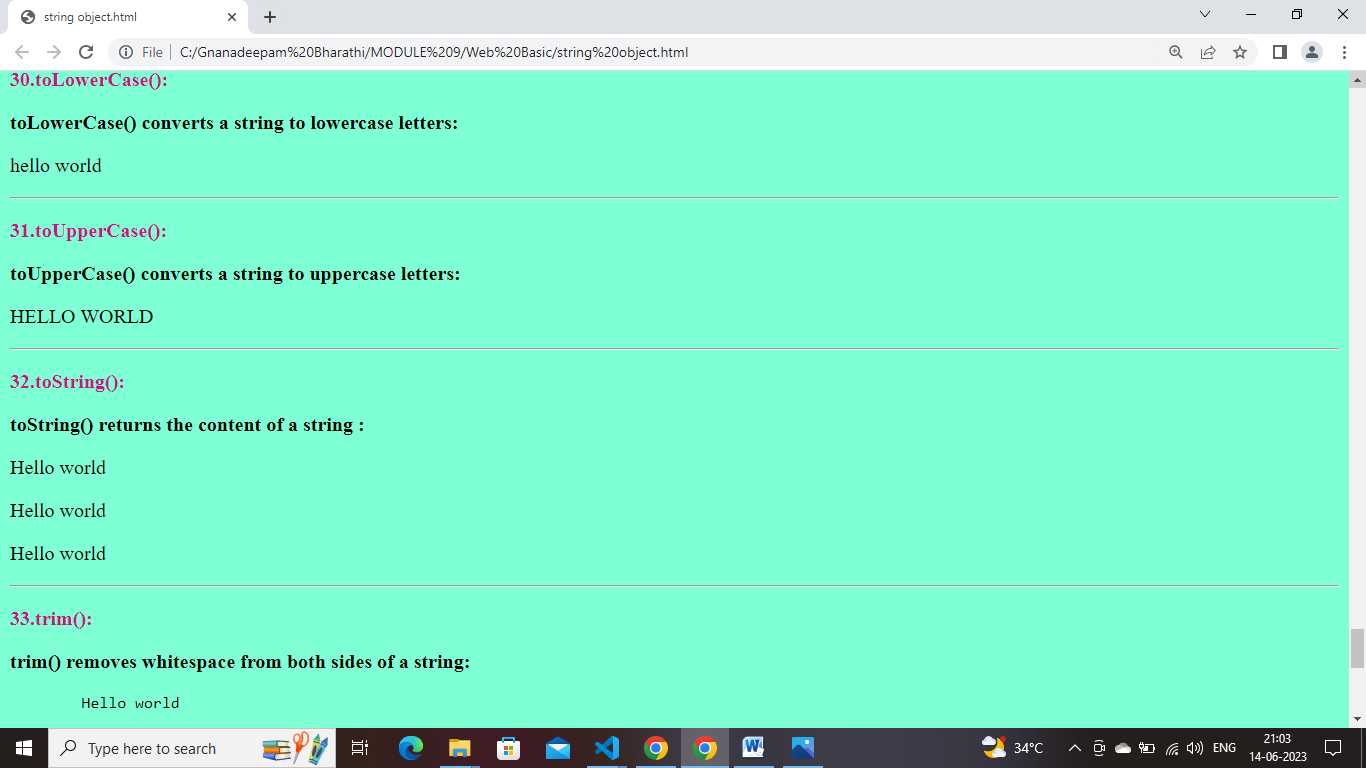 string object.html
File
C:/Gnanadeepam%20Bharathi/MODULE%209/Web%20Basic/string%20object.html
30.toLowerCase():
toLowerCase() converts a string to lowercase letters:
hello world
31.toUpperCase():
toUpperCase() converts a string to uppercase letters:
HELLO WORLD
32.toString():
toString() returns the content of a string :
Hello world
Hello world
Hello world
33.trim():
trim() removes whitespace from both sides of a string:
Hello world
Type here to search
34°C
ENG
21:03
14-06-2023